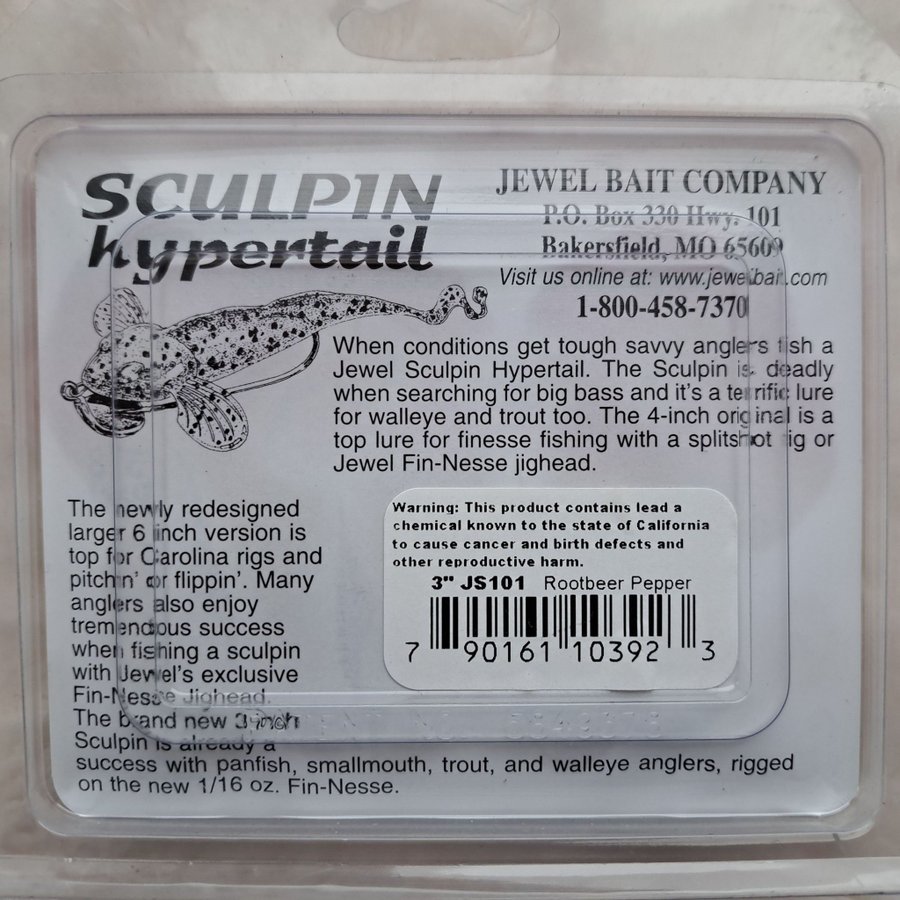 SCULPIN
hypertail
JEWEL BAIT COMPANY
P.O. Box 330 Hwy. 101
Bakersfield, MO 65609
Visit us online at: www.jewelbait.com
1-800-458-7370
When conditions get tough savvy anglers fish a
Jewel Sculpin Hypertail. The Sculpin is deadly
when searching for big bass and it's a terrific lure
for walleye and trout too. The 4-inch original is a
top lure for finesse fishing with a splitshot rig or
Jewel Fin-Nesse jighead.
The newly redesigned
larger 6 inch version is
top for Carolina rigs and
pitchin' or flippin'. Many
anglers also enjoy
tremendous success
when fishing a sculpin
with Jewel's exclusive
Fin-Nesse Jighead.
The brand new 3-inch
Sculpin is already a
success with panfish, smallmouth, trout, and walleye anglers, rigged
on the new 1/16 oz. Fin-Nesse.
Warning: This product contains lead a
chemical known to the state of California
to cause cancer and birth defects and
other reproductive harm.
3" JS101 Rootbeer Pepper
7 90161 10392 3
PATENT NO.